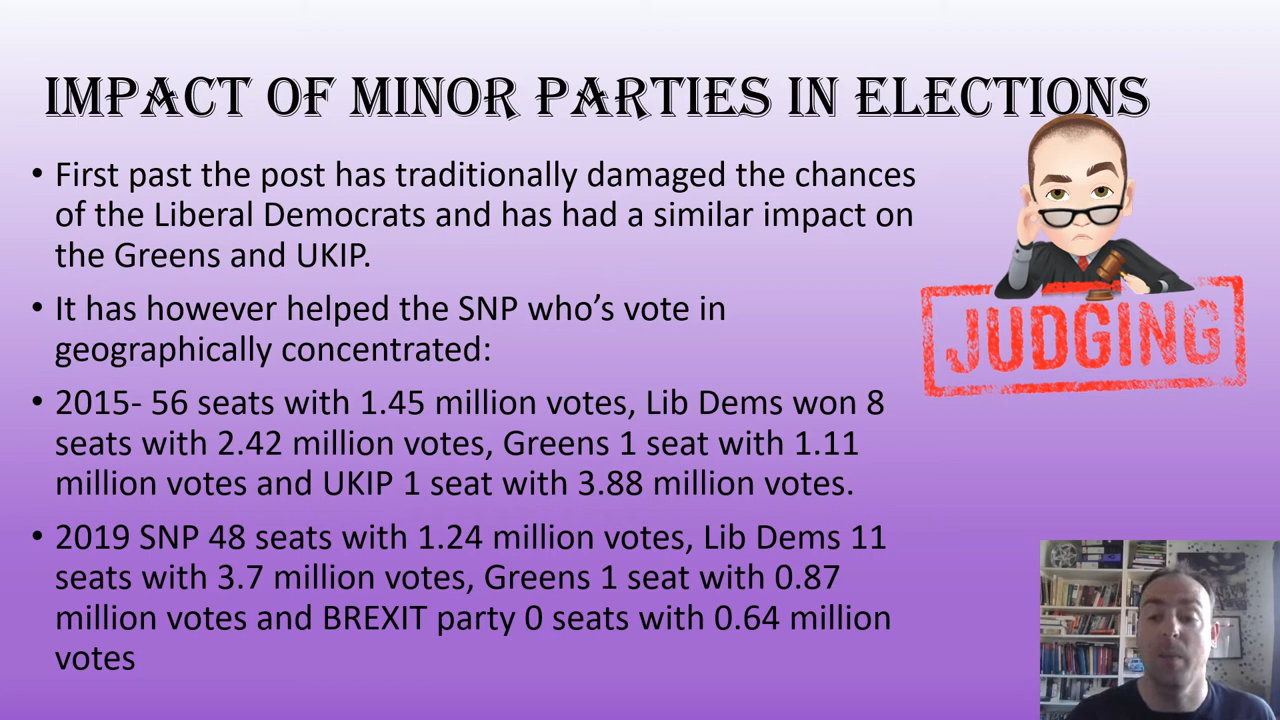 IMPACT OF MINOR PARTIES IN ELECTIONS
• First past the post has traditionally damaged the chances
of the Liberal Democrats and has had a similar impact on
the Greens and UKIP.
• It has however helped the SNP who’s vote in
geographically concentrated:
• 2015- 56 seats with 1.45 million votes, Lib Dems won 8
seats with 2.42 million votes, Greens 1 seat with 1.11
million votes and UKIP 1 seat with 3.88 million votes.
• 2019 SNP 48 seats with 1.24 million votes, Lib Dems 11
seats with 3.7 million votes, Greens 1 seat with 0.87
million votes and BREXIT party 0 seats with 0.64 million
votes
JUDGING